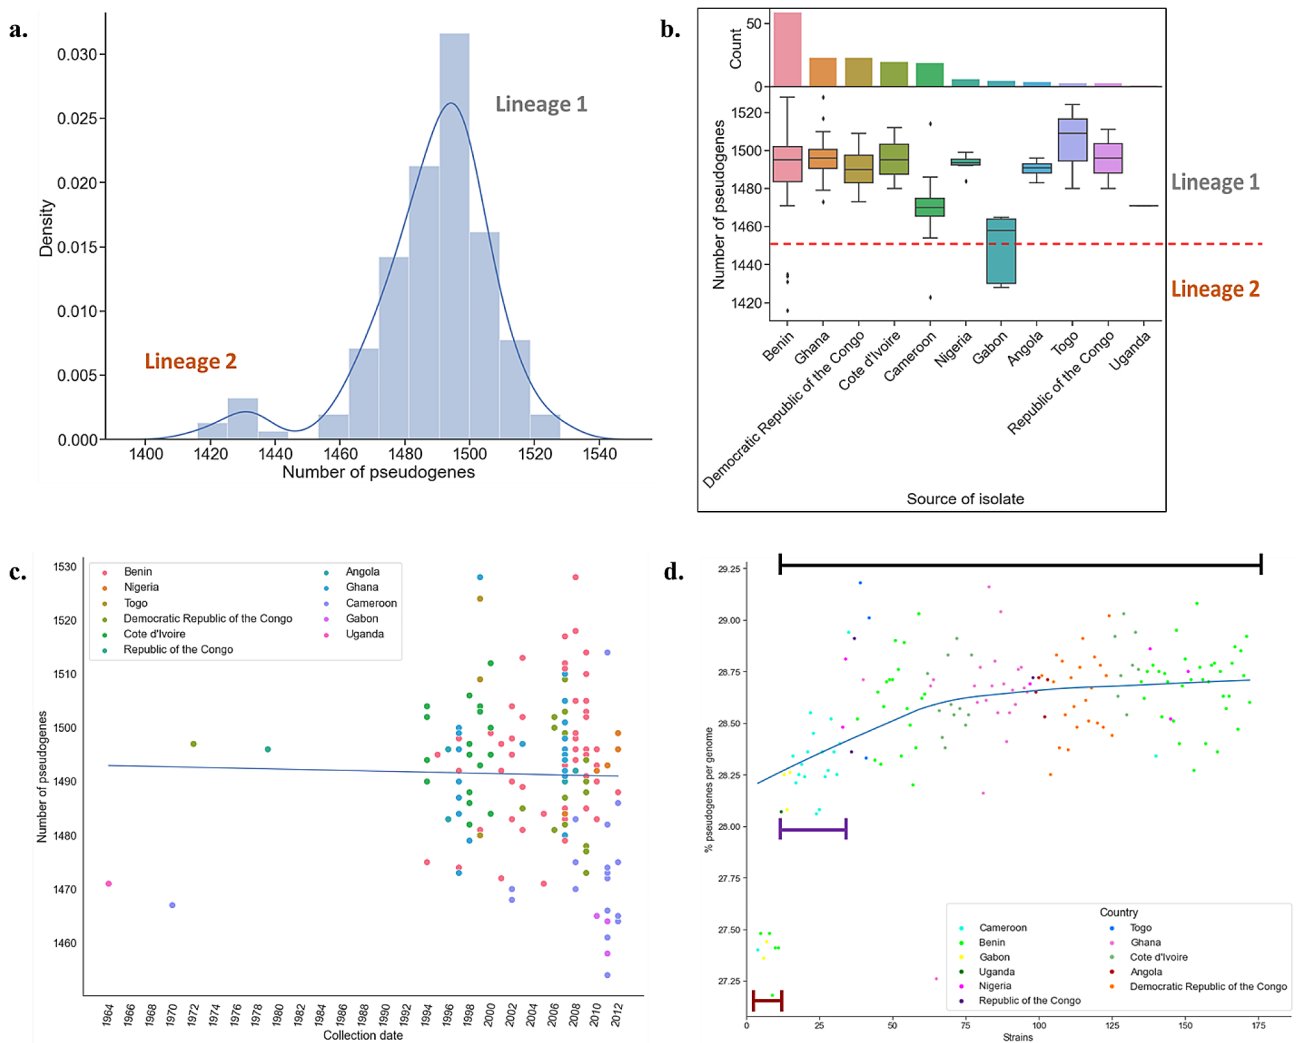 a.
0.030
0.025
0.020
0.015
0.010
0.005
0.000
Density
Lineage 1
Lineage 2
1400 1420 1440 1460 1480 1500 1520 1540
Number of pseudogenes
b.
50
0
Count
1520
1500
1480
1460
1440
1420
Number of pseudogenes
Lineage 1
Lineage 2
Benin
Ghana
Democratic Republic of the Congo
Cote d'Ivoire
Cameroon
Nigeria
Gabon
Angola
Togo
Republic of the Congo
Uganda
Source of isolate
c.
1530
1520
1510
1500
1490
1480
1470
1460
Number of pseudogenes
Benin
Nigeria
Togo
Democratic Republic of the Congo
Cote d'Ivoire
Republic of the Congo
Angola
Ghana
Cameroon
Gabon
Uganda
1964 1966 1968 1970 1972 1974 1976 1978 1980 1982 1984 1986 1988 1990 1992 1994 1996 1998 2000 2002 2004 2006 2008 2010 2012
Collection date
d.
29.25
29.00
28.75
28.50
28.25
28.00
27.75
27.50
27.25
% pseudogenes per genome
Country
Cameroon
Benin
Gabon
Uganda
Nigeria
Republic of the Congo
Togo
Ghana
Cote d'Ivoire
Angola
Democratic Republic of the Congo
0 25 50 75 100 125 150 175
Strains